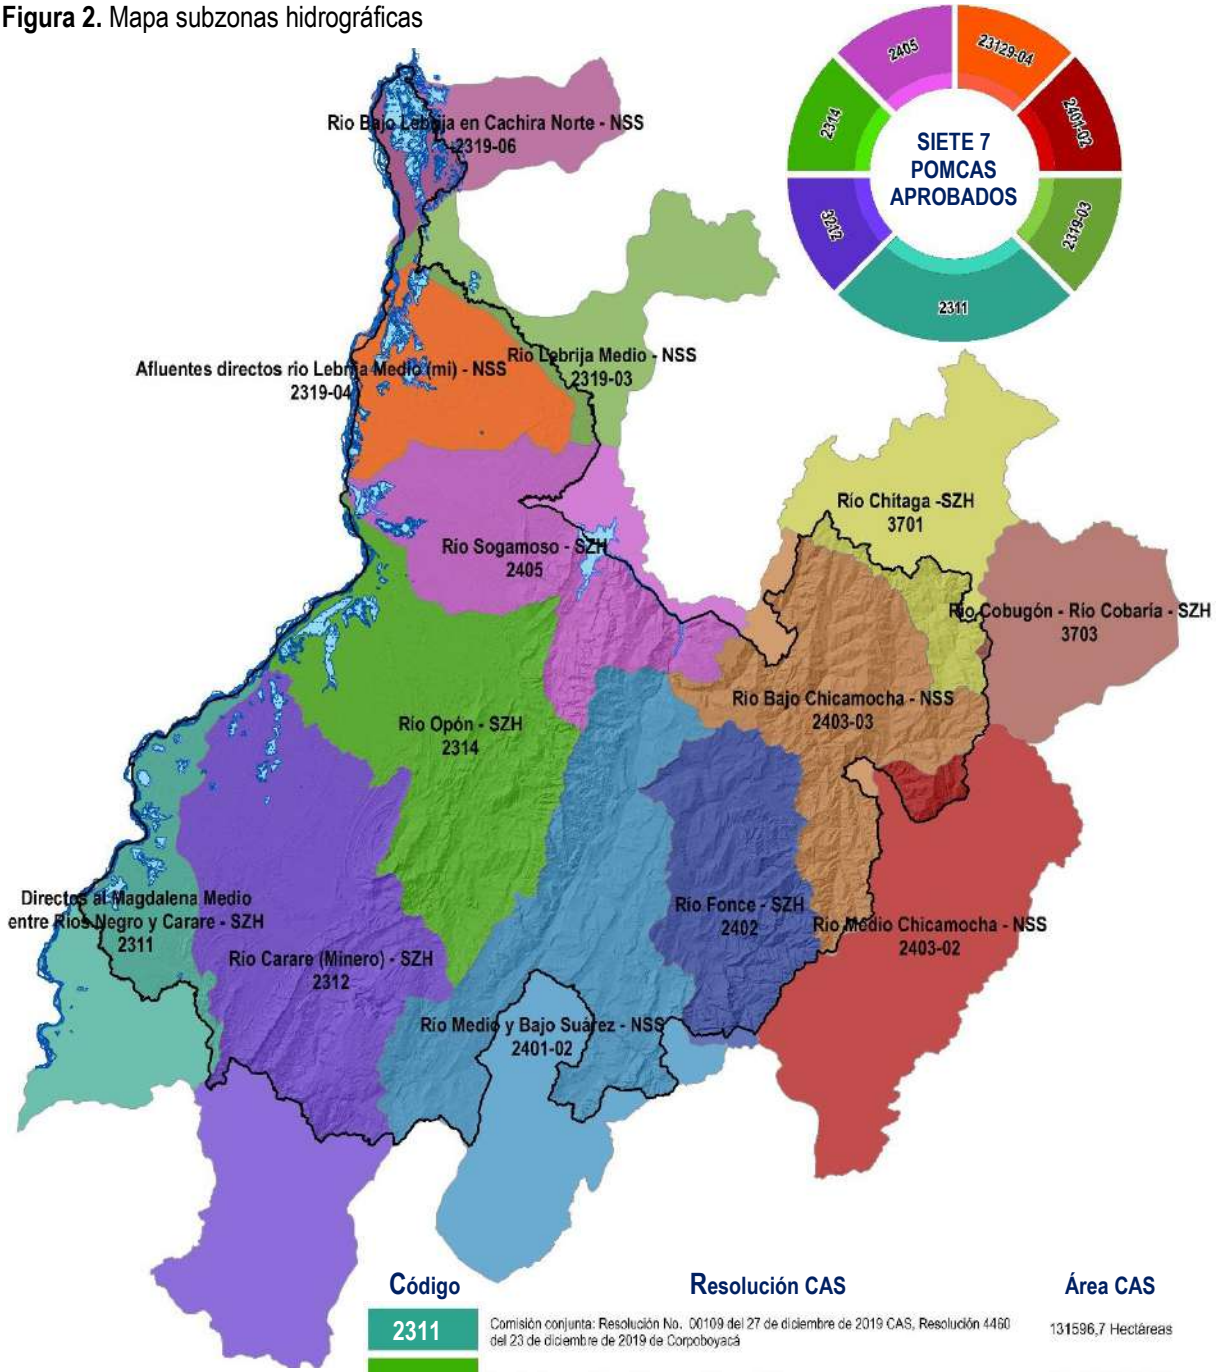 Figura 2. Mapa subzonas hidrográficas
2405
23129-04
2314
2401-02
SIETE 7
POMCAS
APROBADOS
3212
2319-03
2311
Rio Bajo Lebrija en Cachira Norte - NSS
2319-06
Afluentes directos rio Lebrija Medio (mi) - NSS
2319-04
Rio Lebrija Medio - NSS
2319-03
Río Chitaga -SZH
3701
Río Sogamoso - SZH
2405
Río Cobugón - Río Cobaría - SZH
3703
Río Bajo Chicamocha - NSS
2403-03
Río Opón - SZH
2314
Directos al Magdalena Medio
entre Ríos Negro y Carare - SZH
2311
Río Fonce - SZH
2402
Río Medio Chicamocha - NSS
2403-02
Río Carare (Minero) - SZH
2312
Río Medio y Bajo Suárez - NSS
2401-02
Código Resolución CAS Área CAS
2311 Comisión conjunta: Resolución No. 00109 del 27 de diciembre de 2019 CAS, Resolución 4460 131596,7 Hectáreas
del 23 de diciembre de 2019 de Corpoboyacá